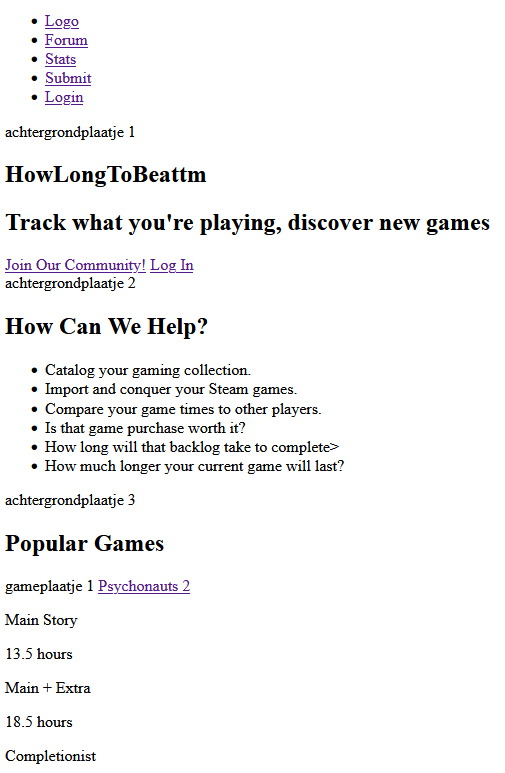 Logo
Forum
Stats
Submit
Login
achtergrondplaatje 1
HowLongToBeattm
Track what you're playing, discover new games
Join Our Community! Log In
achtergrondplaatje 2
How Can We Help?
Catalog your gaming collection.
Import and conquer your Steam games.
Compare your game times to other players.
Is that game purchase worth it?
How long will that backlog take to complete>
How much longer your current game will last?
achtergrondplaatje 3
Popular Games
gameplaatje 1 Psychonauts 2
Main Story
13.5 hours
Main + Extra
18.5 hours
Completionist